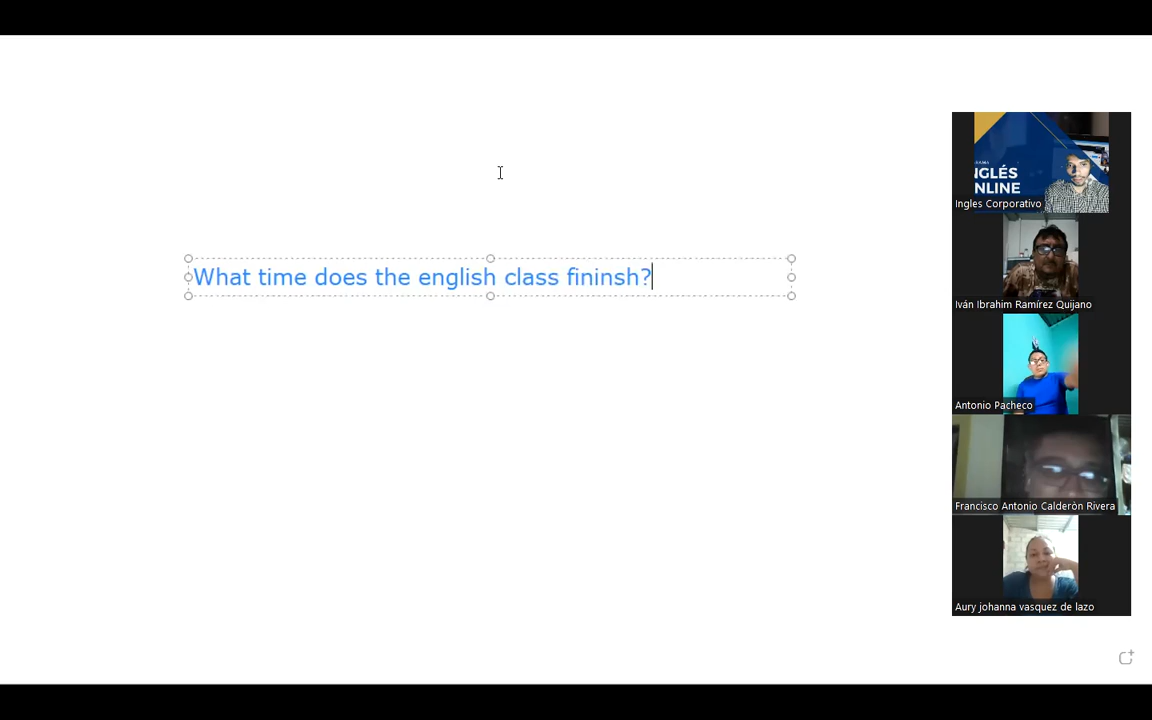 What time does the english class fininsh?
INGLÉS
NLINE
Ingles Corporativo
Iván Ibrahim Ramírez Quijano
Antonio Pacheco
Francisco Antonio Calderòn Rivera
Aury johanna vasquez de lazo